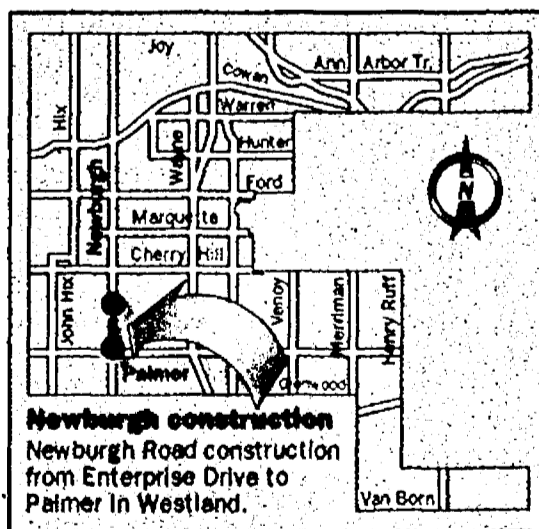 Joy
Cowan
Ann Arbor Tr.
Warren
Hix
Hunter
Wayne
Ford
Newburgh
N
Marquette
Cherry Hill
John Hix
Venoy
Merriman
Henry Ruff
Palmer
Glenwood
Newburgh construction
Newburgh Road construction
from Enterprise Drive to
Palmer in Westland.
Van Born